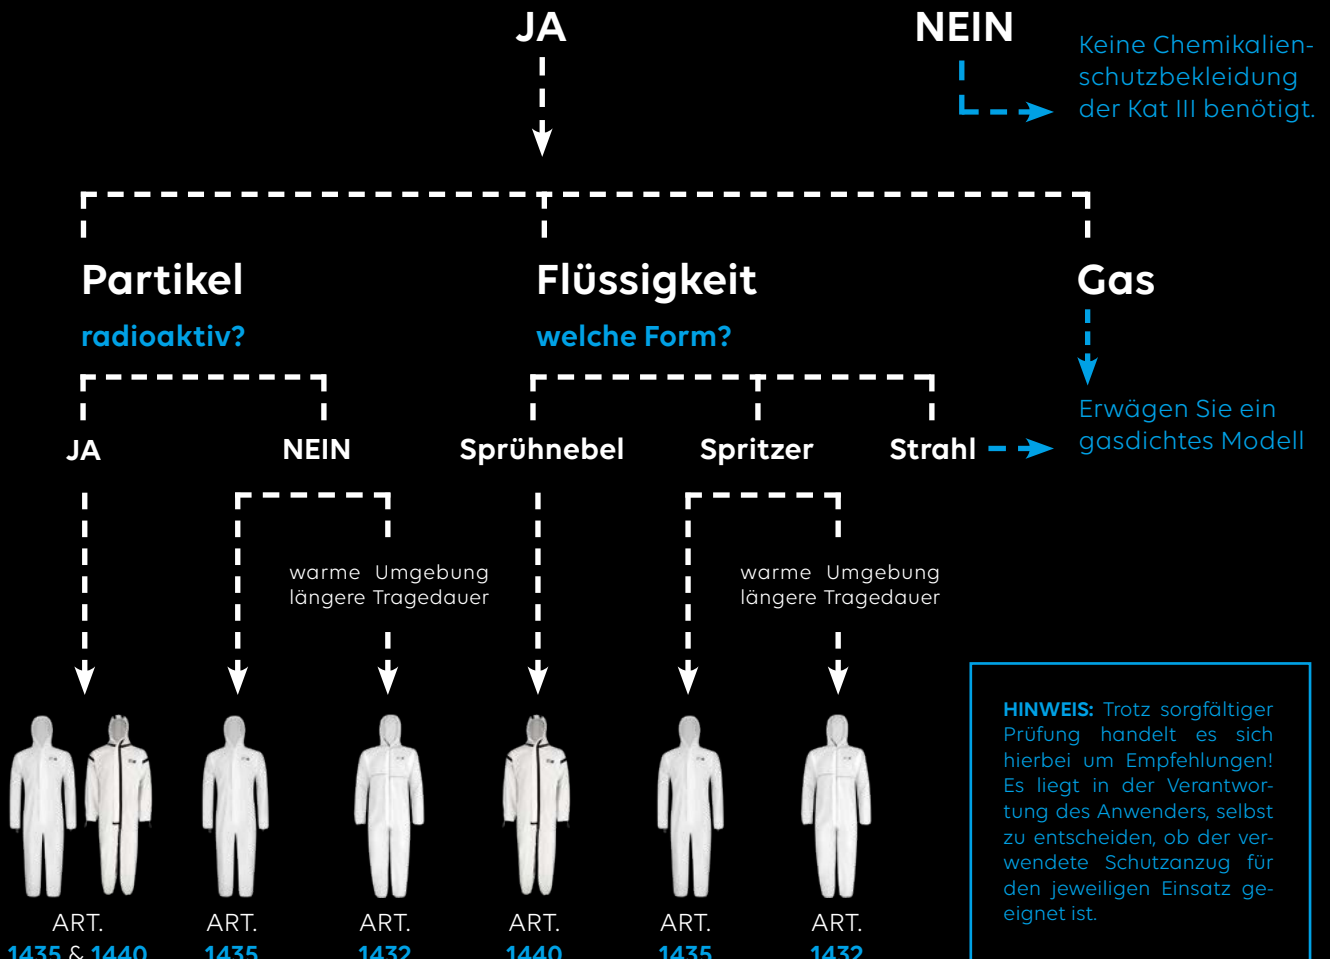 JA
NEIN
Keine Chemikalien-
schutzbekleidung
der Kat III benötigt.
Partikel
Flüssigkeit
Gas
radioaktiv?
welche Form?
Erwägen Sie ein
gasdichtes Modell
JA
NEIN
Sprühnebel
Spritzer
Strahl
warme Umgebung
längere Tragedauer
warme Umgebung
längere Tragedauer
HINWEIS: Trotz sorgfältiger
Prüfung handelt es sich
hierbei um Empfehlungen!
Es liegt in der Verantwor-
tung des Anwenders, selbst
zu entscheiden, ob der ver-
wendete Schutzanzug für
den jeweiligen Einsatz ge-
eignet ist.
ART.
1435 & 1440
ART.
1435
ART.
1432
ART.
1440
ART.
1435
ART.
1432